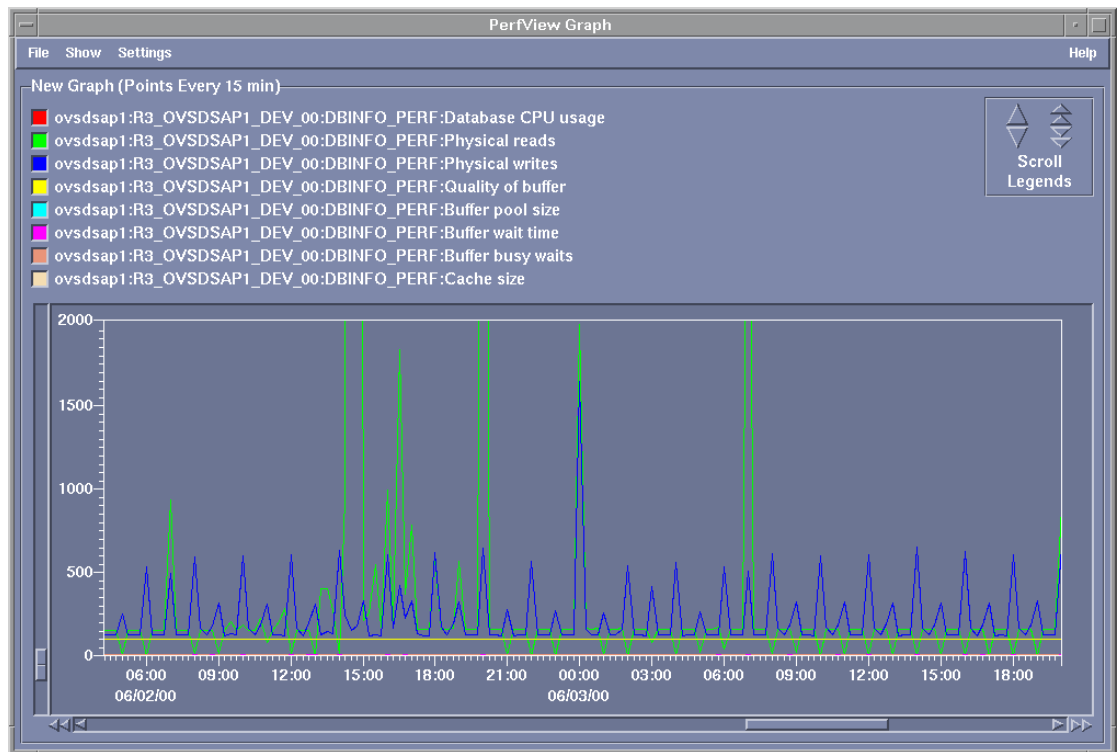 PerfView Graph
File Show Settings Help
New Graph (Points Every 15 min)
ovsdsap1:R3_OVSDSAP1_DEV_00:DBINFO_PERF:Database CPU usage
ovsdsap1:R3_OVSDSAP1_DEV_00:DBINFO_PERF:Physical reads
ovsdsap1:R3_OVSDSAP1_DEV_00:DBINFO_PERF:Physical writes
ovsdsap1:R3_OVSDSAP1_DEV_00:DBINFO_PERF:Quality of buffer
ovsdsap1:R3_OVSDSAP1_DEV_00:DBINFO_PERF:Buffer pool size
ovsdsap1:R3_OVSDSAP1_DEV_00:DBINFO_PERF:Buffer wait time
ovsdsap1:R3_OVSDSAP1_DEV_00:DBINFO_PERF:Buffer busy waits
ovsdsap1:R3_OVSDSAP1_DEV_00:DBINFO_PERF:Cache size
Scroll
Legends
2000
1500
1000
500
0
06:00 09:00 12:00 15:00 18:00 21:00 00:00 03:00 06:00 09:00 12:00 15:00 18:00
06/02/00 06/03/00